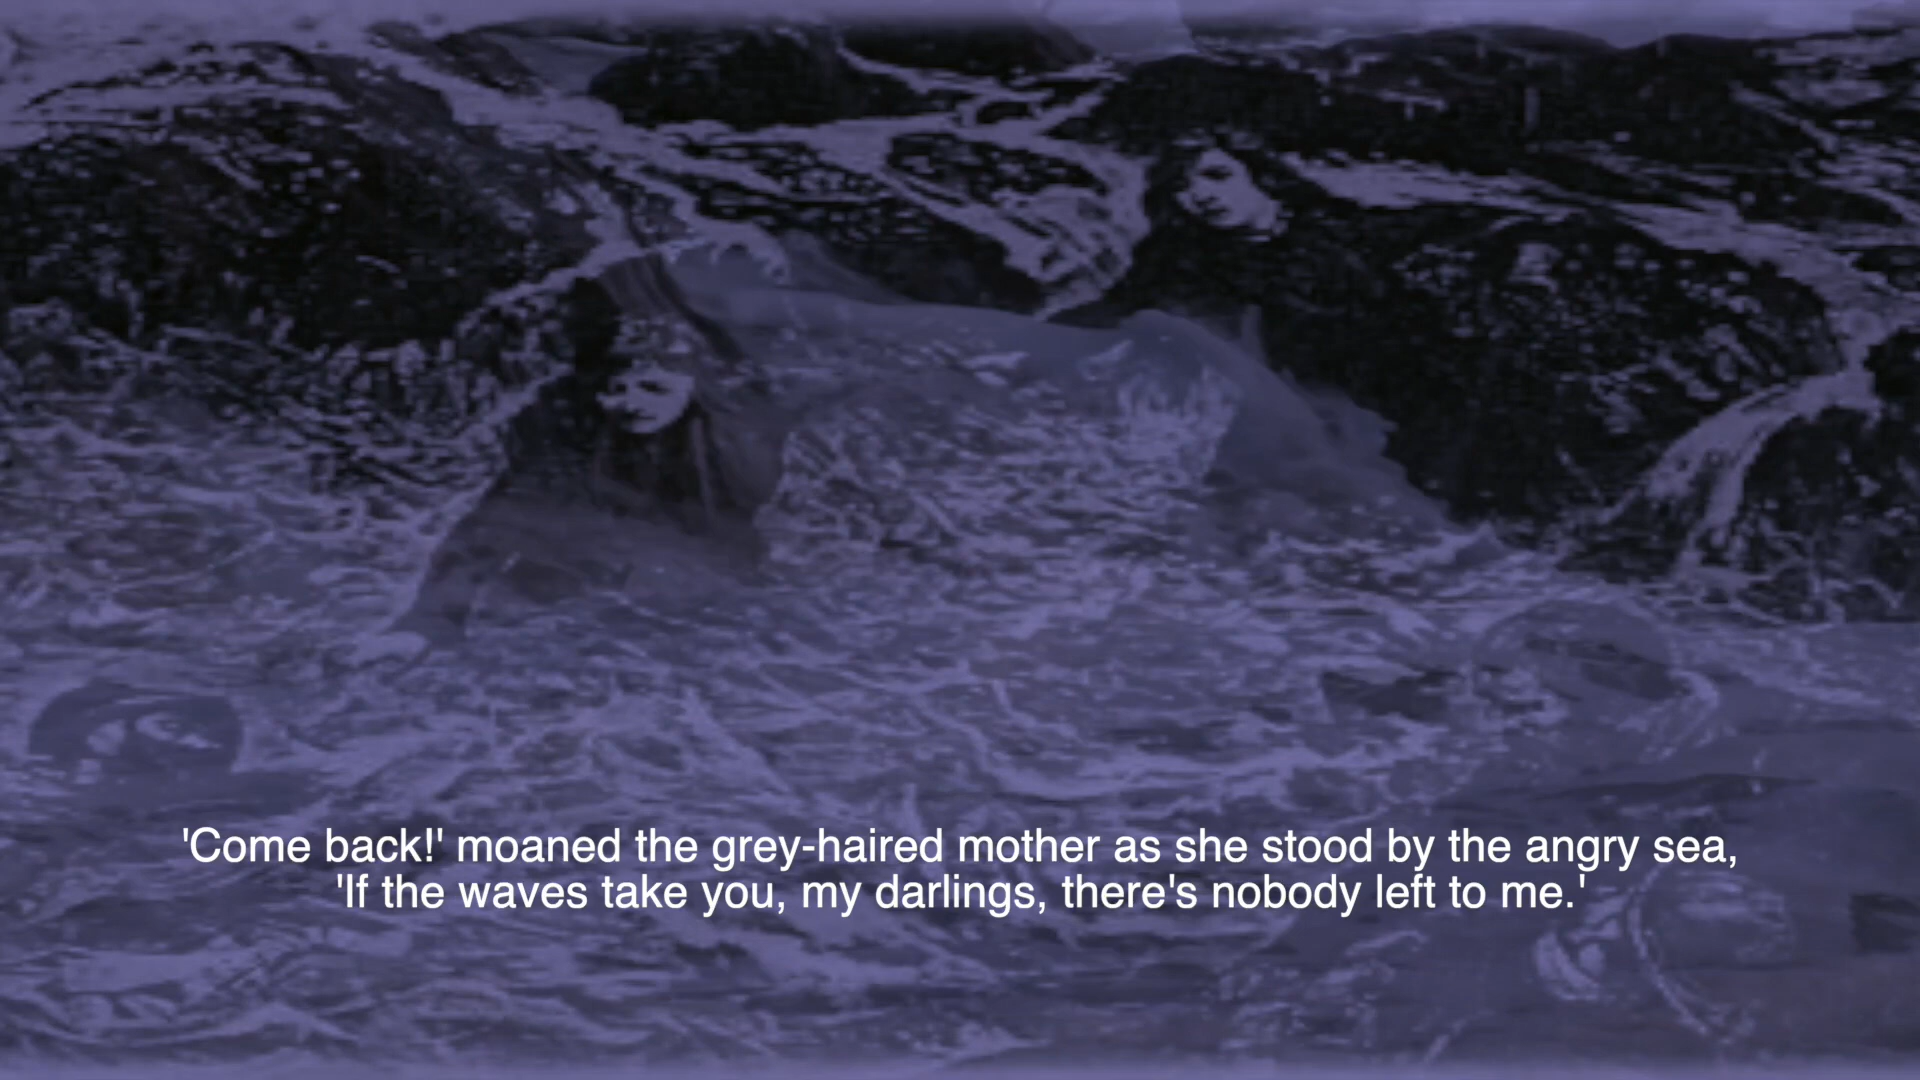 'Come back!' moaned the grey-haired mother as she stood by the angry sea,
'If the waves take you, my darlings, there's nobody left to me.'